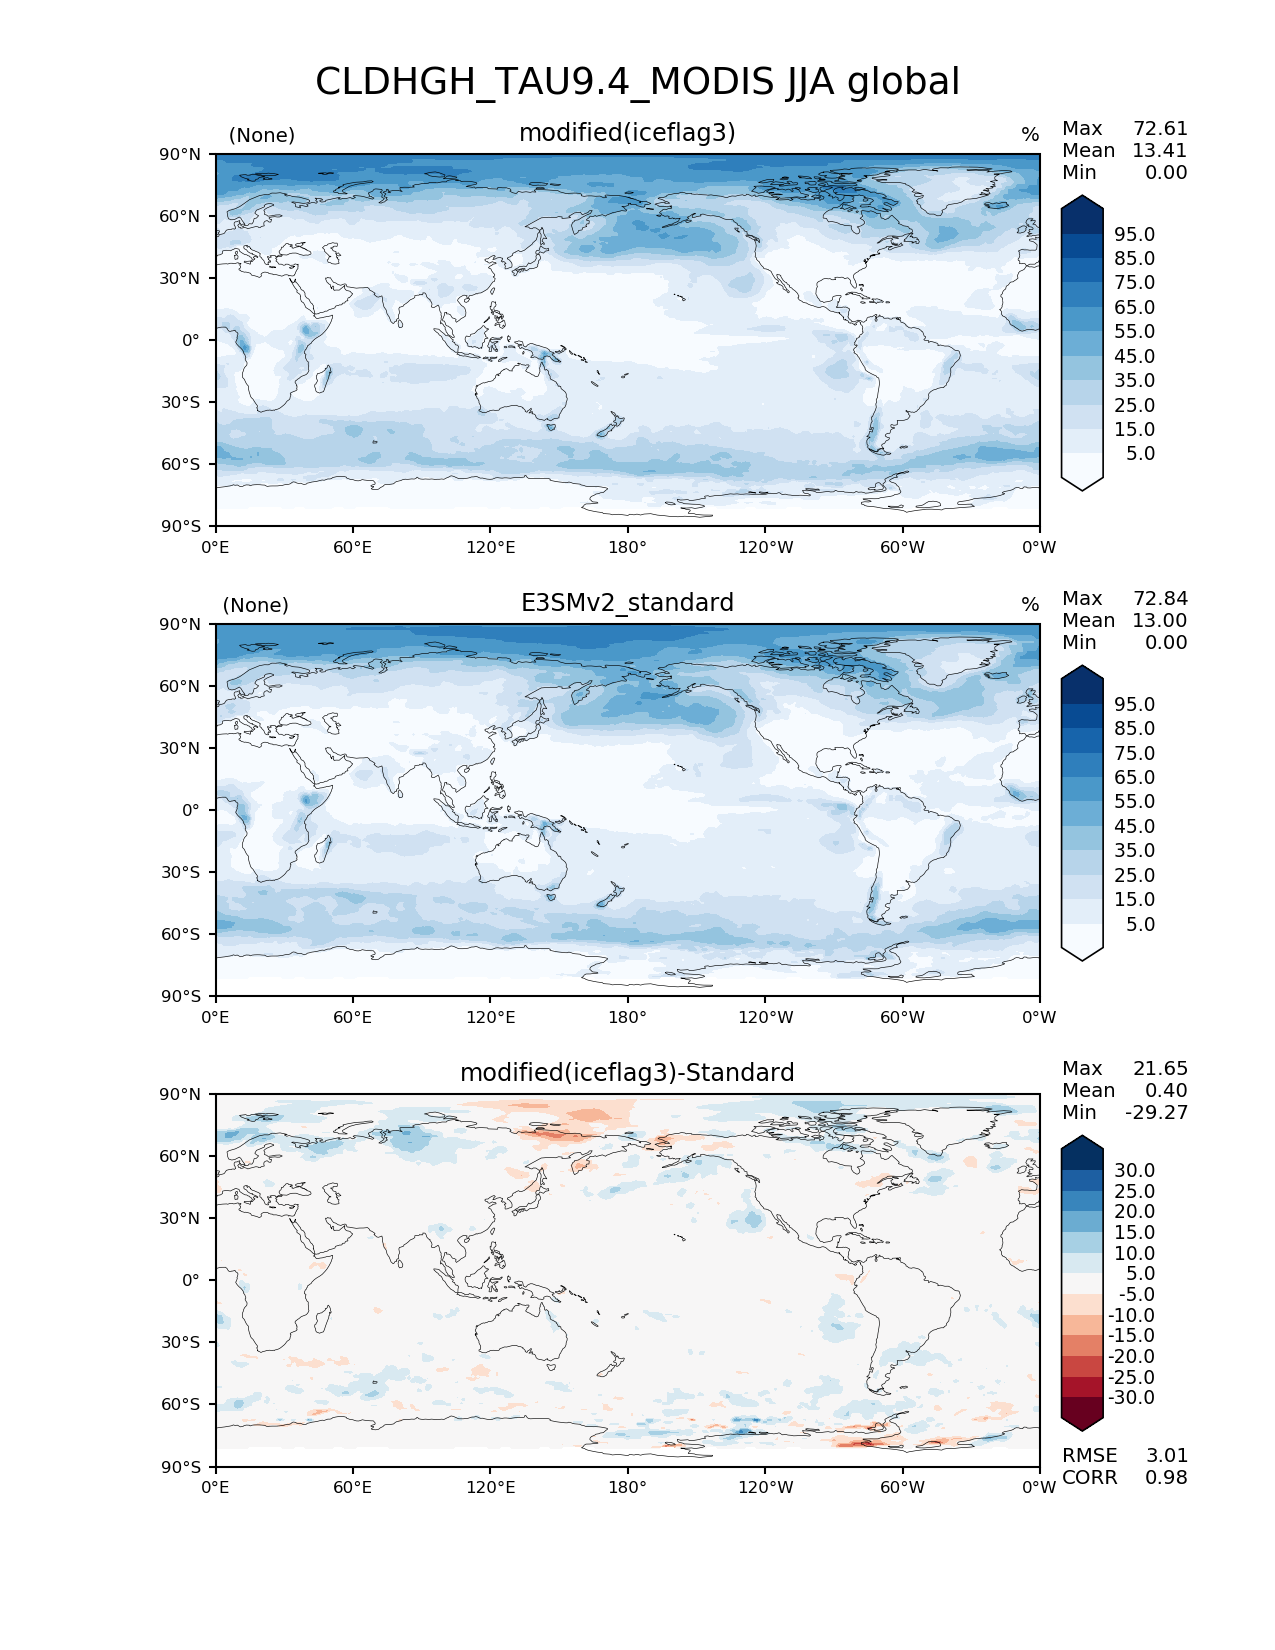 CLDHGH_TAU9.4_MODIS JJA global
(None) modified(iceflag3) %
Max 72.61
Mean 13.41
Min 0.00
90°N
60°N
30°N
0°
30°S
60°S
90°S
0°E 60°E 120°E 180° 120°W 60°W 0°W
95.0
85.0
75.0
65.0
55.0
45.0
35.0
25.0
15.0
5.0
(None) E3SMv2_standard %
Max 72.84
Mean 13.00
Min 0.00
90°N
60°N
30°N
0°
30°S
60°S
90°S
0°E 60°E 120°E 180° 120°W 60°W 0°W
95.0
85.0
75.0
65.0
55.0
45.0
35.0
25.0
15.0
5.0
modified(iceflag3)-Standard
Max 21.65
Mean 0.40
Min -29.27
90°N
60°N
30°N
0°
30°S
60°S
90°S
0°E 60°E 120°E 180° 120°W 60°W 0°W
30.0
25.0
20.0
15.0
10.0
5.0
-5.0
-10.0
-15.0
-20.0
-25.0
-30.0
RMSE 3.01
CORR 0.98